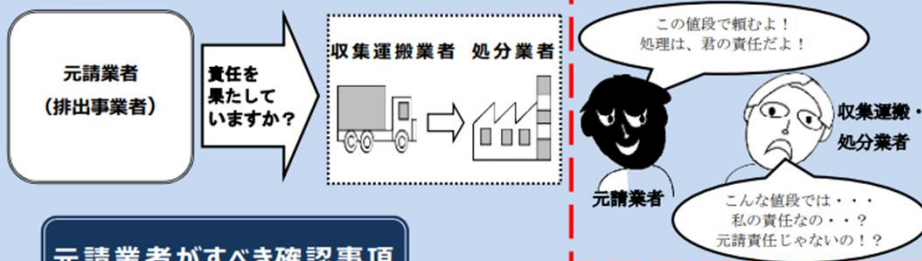 元請業者
（排出事業者）
責任を
果たして
いますか？
収集運搬業者 処分業者
この値段で頼むよ！
処理は、君の責任だよ！
元請業者
収集運搬・
処分業者
こんな値段では・・・
私の責任なの・・？
元請責任じゃないの！？
元請業者がすべき確認事項